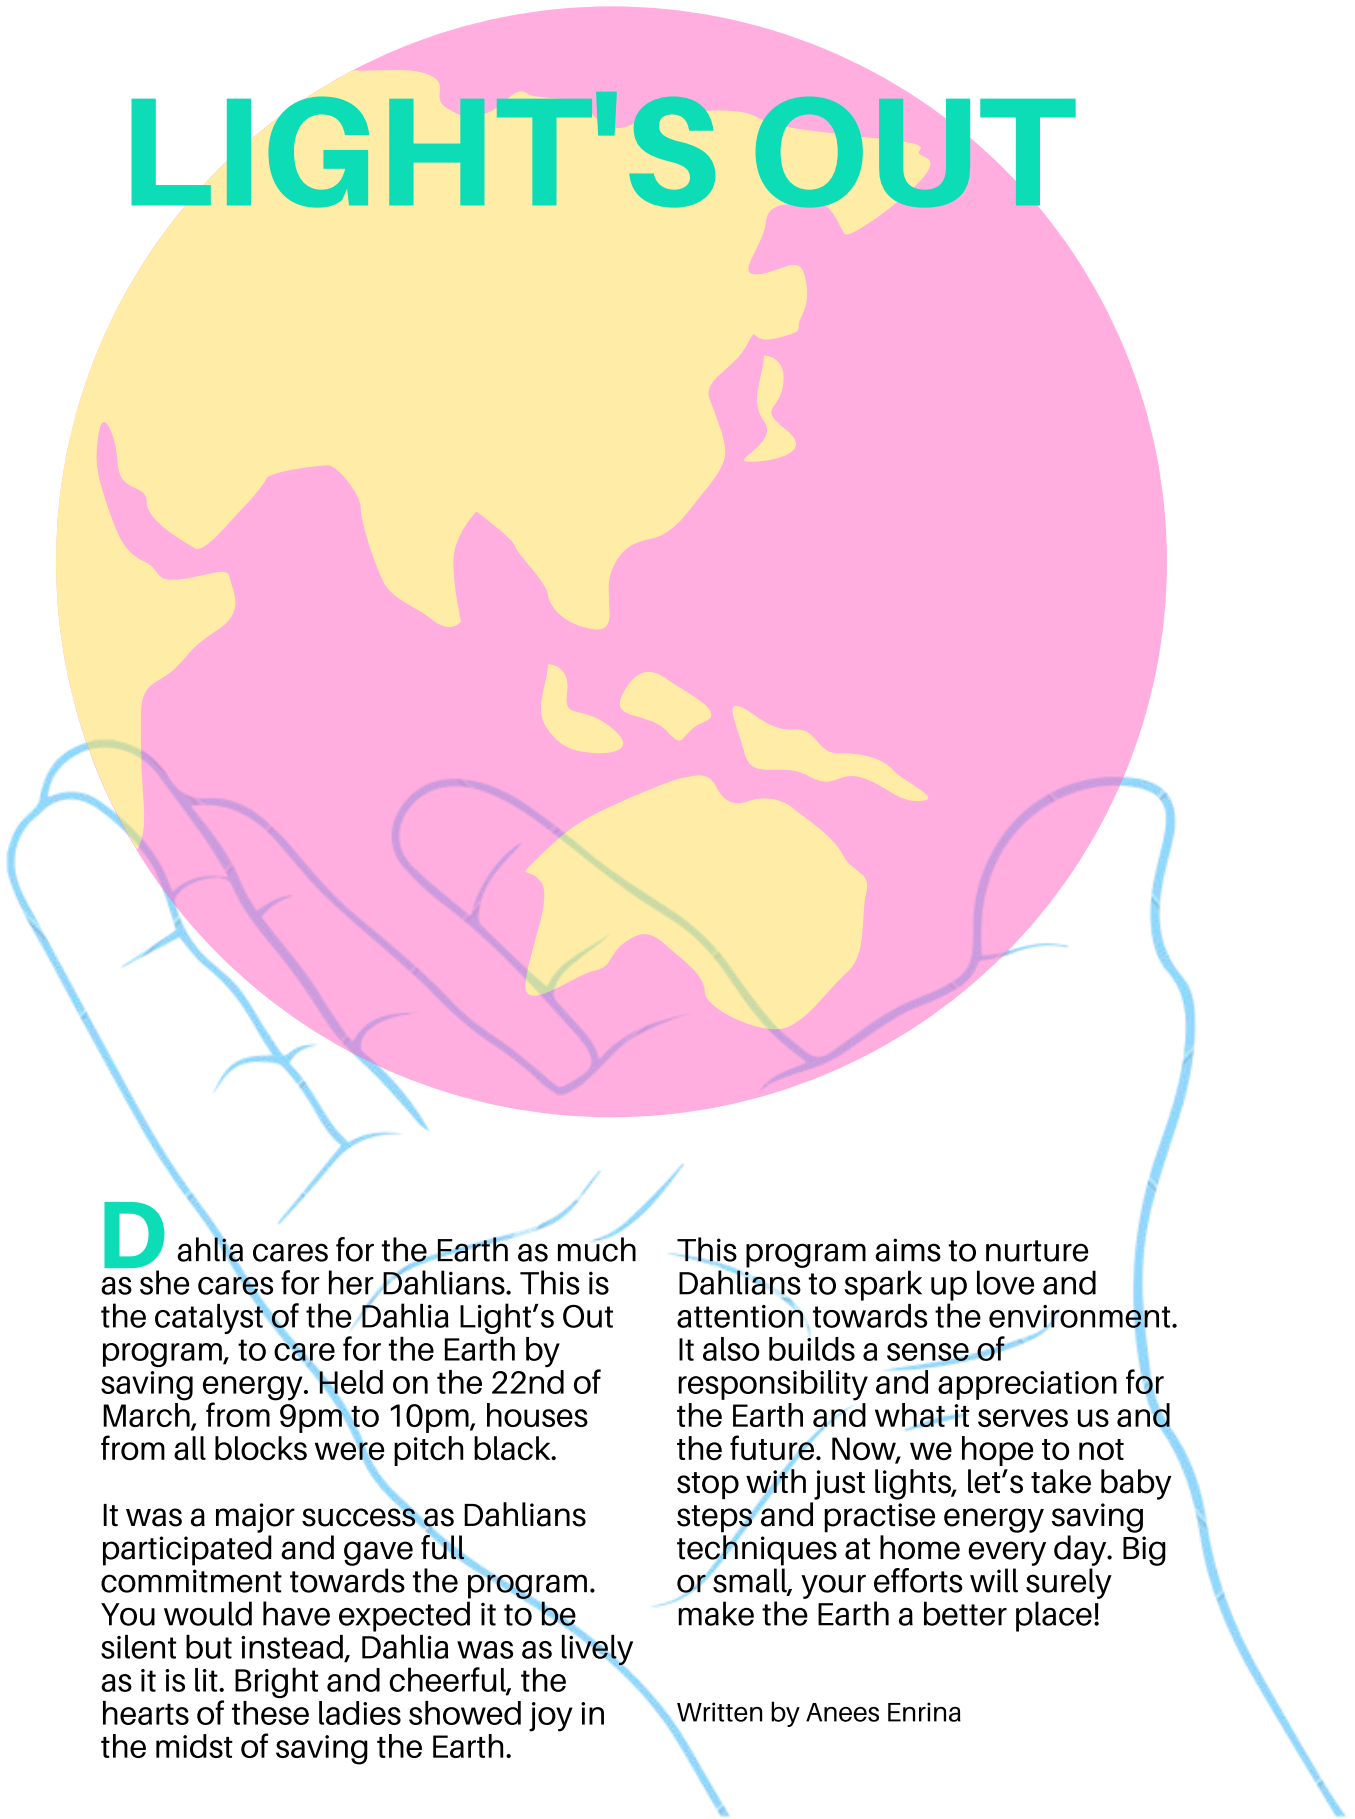 LIGHT'S OUT
Dahlia cares for the Earth as much
as she cares for her Dahlians. This is
the catalyst of the Dahlia Light’s Out
program, to care for the Earth by
saving energy. Held on the 22nd of
March, from 9pm to 10pm, houses
from all blocks were pitch black.
It was a major success as Dahlians
participated and gave full
commitment towards the program.
You would have expected it to be
silent but instead, Dahlia was as lively
as it is lit. Bright and cheerful, the
hearts of these ladies showed joy in
the midst of saving the Earth.
This program aims to nurture
Dahlians to spark up love and
attention towards the environment.
It also builds a sense of
responsibility and appreciation for
the Earth and what it serves us and
the future. Now, we hope to not
stop with just lights, let’s take baby
steps and practise energy saving
techniques at home every day. Big
or small, your efforts will surely
make the Earth a better place!
Written by Anees Enrina